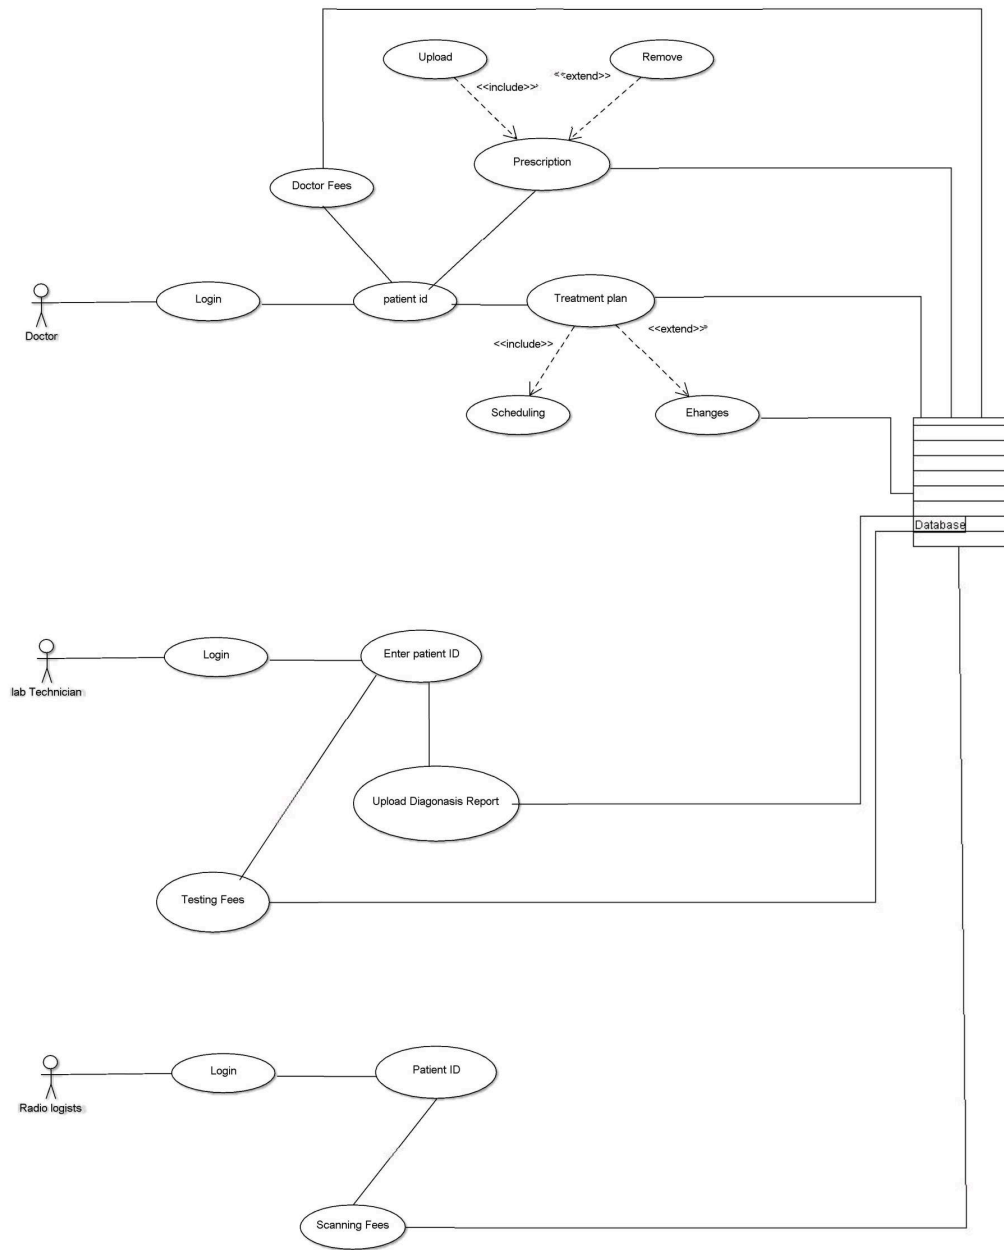 Upload
Remove
<<include>>
<<extend>>
Prescription
Doctor Fees
Login
patient id
Treatment plan
Doctor
<<include>>
<<extend>>
Scheduling
Ehanges
Database
Login
Enter patient ID
lab Technician
Upload Diagonasis Report
Testing Fees
Login
Patient ID
Radio logists
Scanning Fees